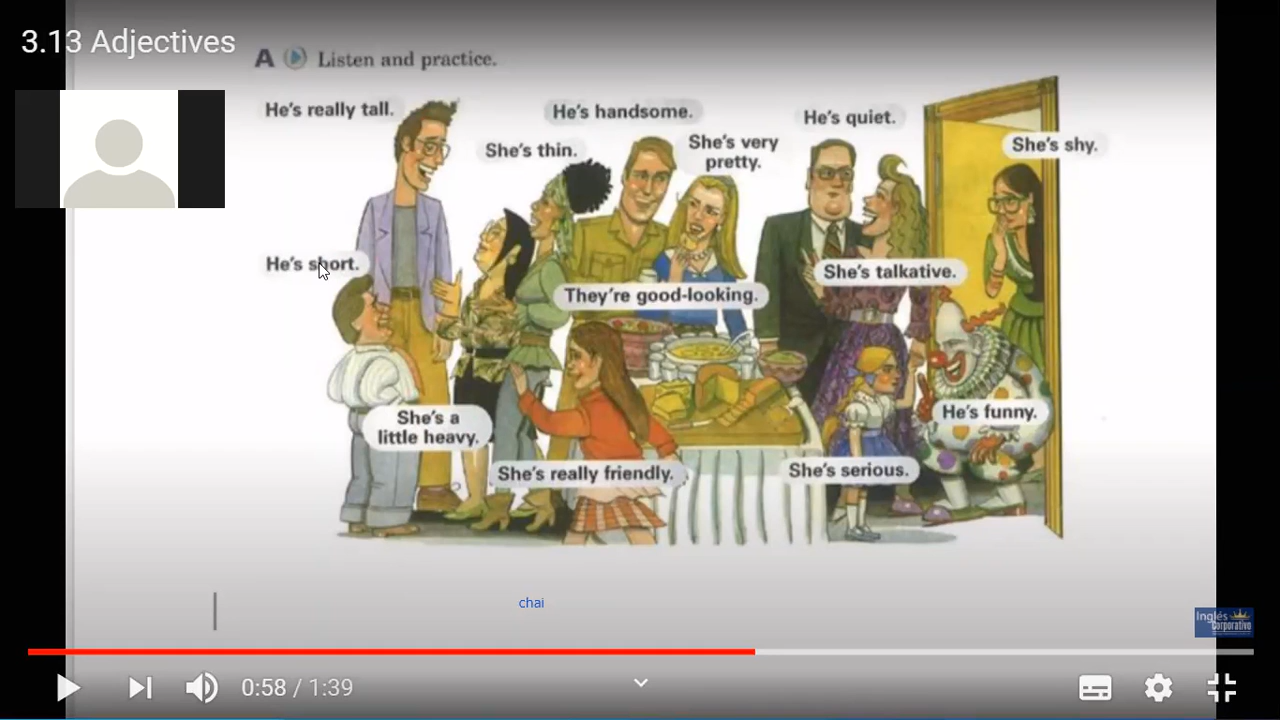 3.13 Adjectives
A Listen and practice.
He's really tall.
He's handsome.
He's quiet.
She's thin.
She's very
pretty.
She's shy.
He's short.
She's talkative.
They're good-looking.
She's a
little heavy.
He's funny.
She's really friendly.
She's serious.
chai
Inglés
Corporativo
0:58 / 1:39